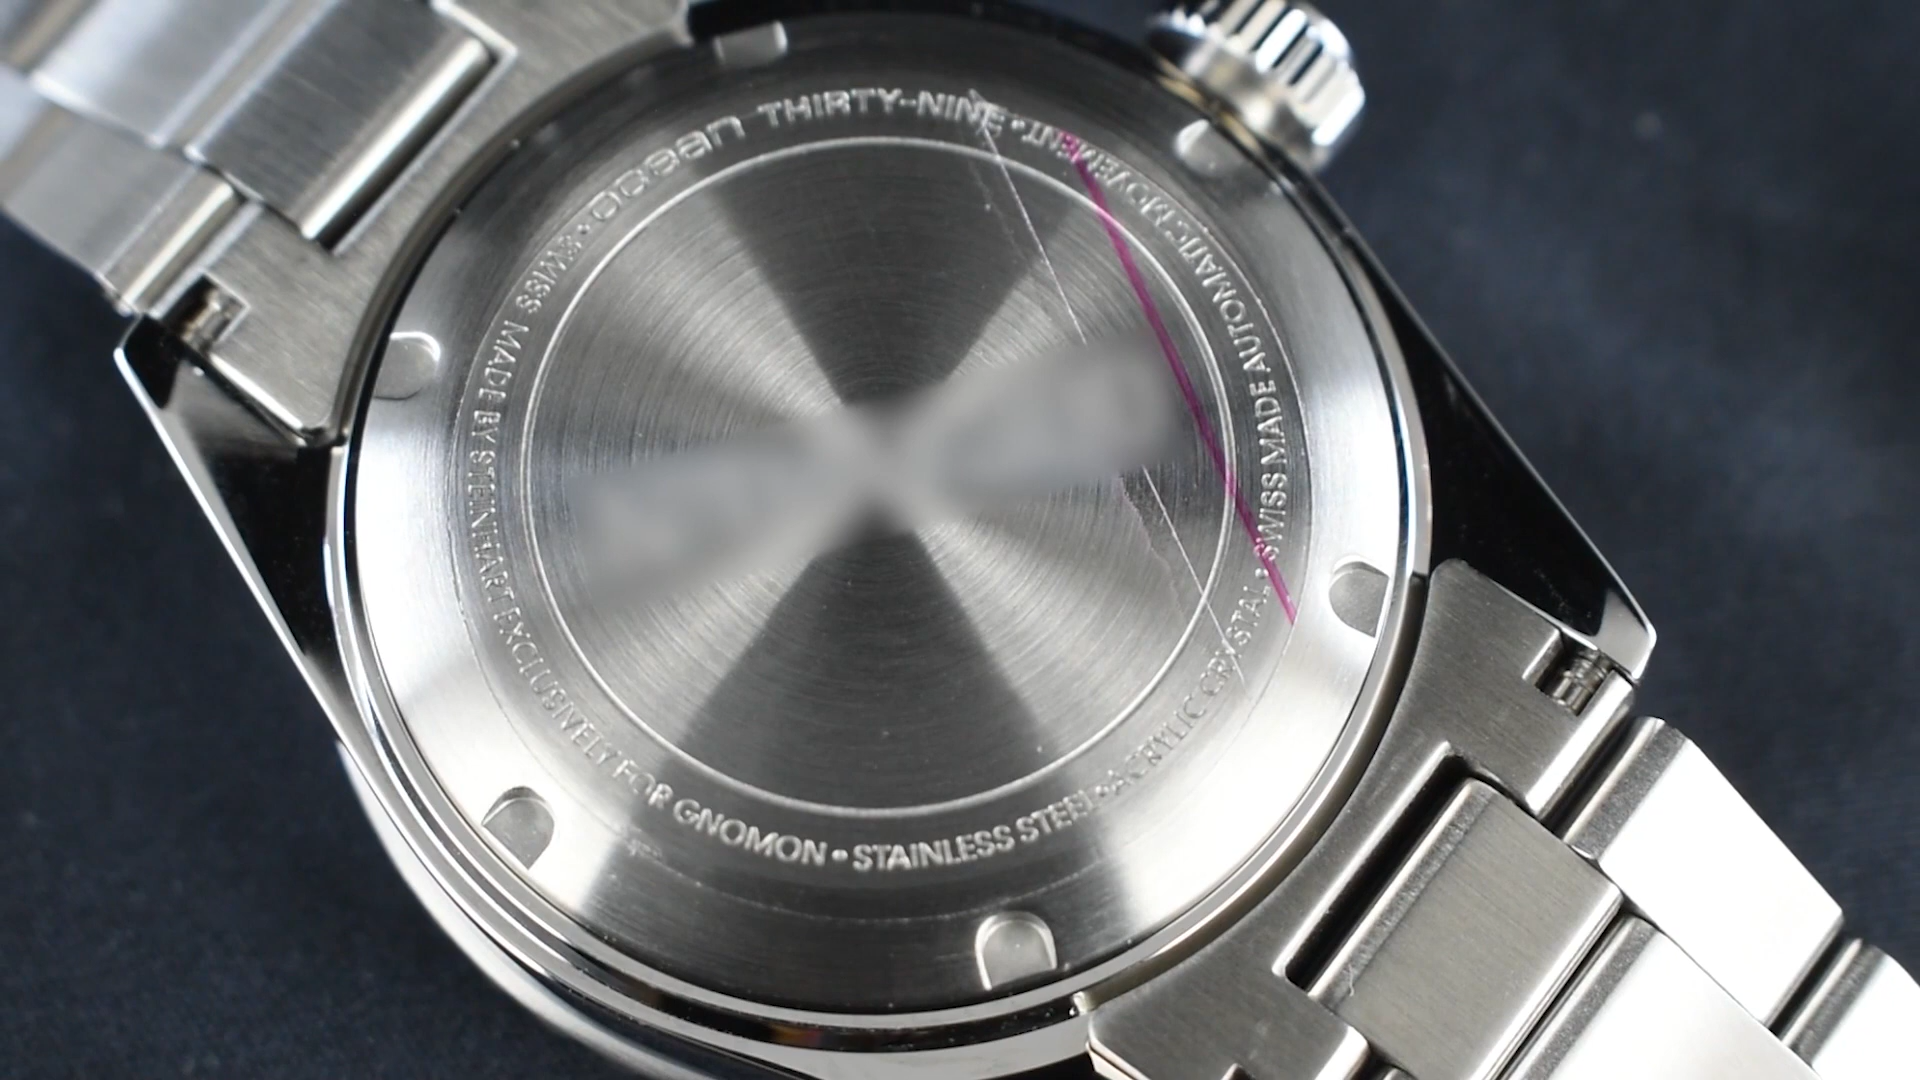 ocean THIRTY-NINE • SWISS MADE AUTOMATIC MOVEMENT • ACRYLIC CRYSTAL • STAINLESS STEEL • SWISS MADE BY STEINHART EXCLUSIVELY FOR GNOMON •